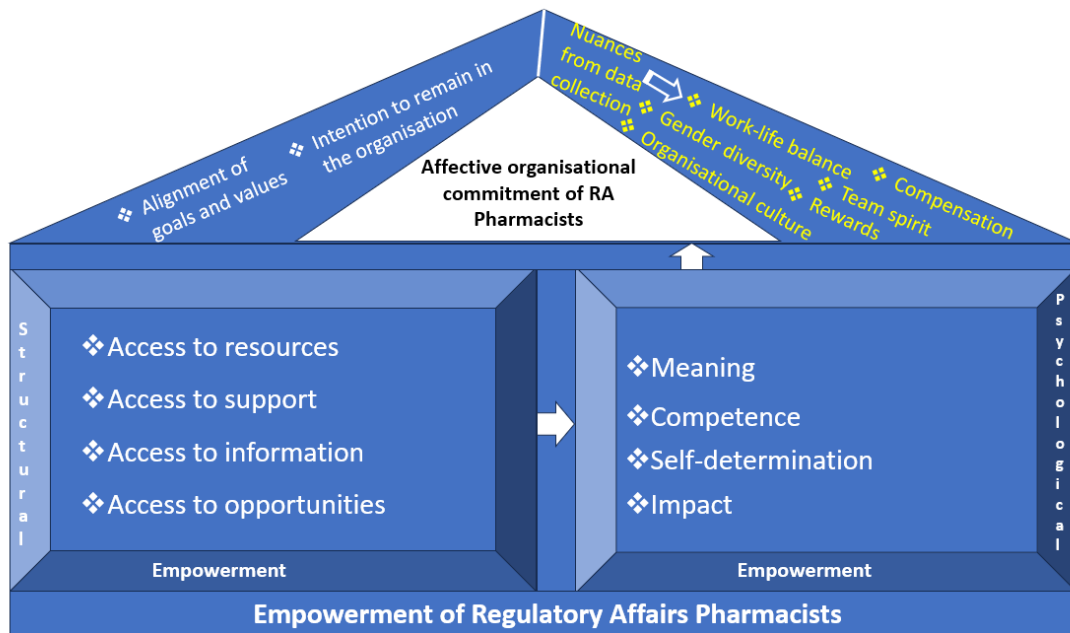 Alignment of
goals and values
Intention to remain in
the organisation
Nuances
from data
collection
Work-life balance
Compensation
Gender diversity
Team spirit
Organisational culture
Rewards
Affective organisational
commitment of RA
Pharmacists
Structural
Access to resources
Access to support
Access to information
Access to opportunities
Empowerment
Meaning
Competence
Self-determination
Impact
Psychological
Empowerment
Empowerment of Regulatory Affairs Pharmacists